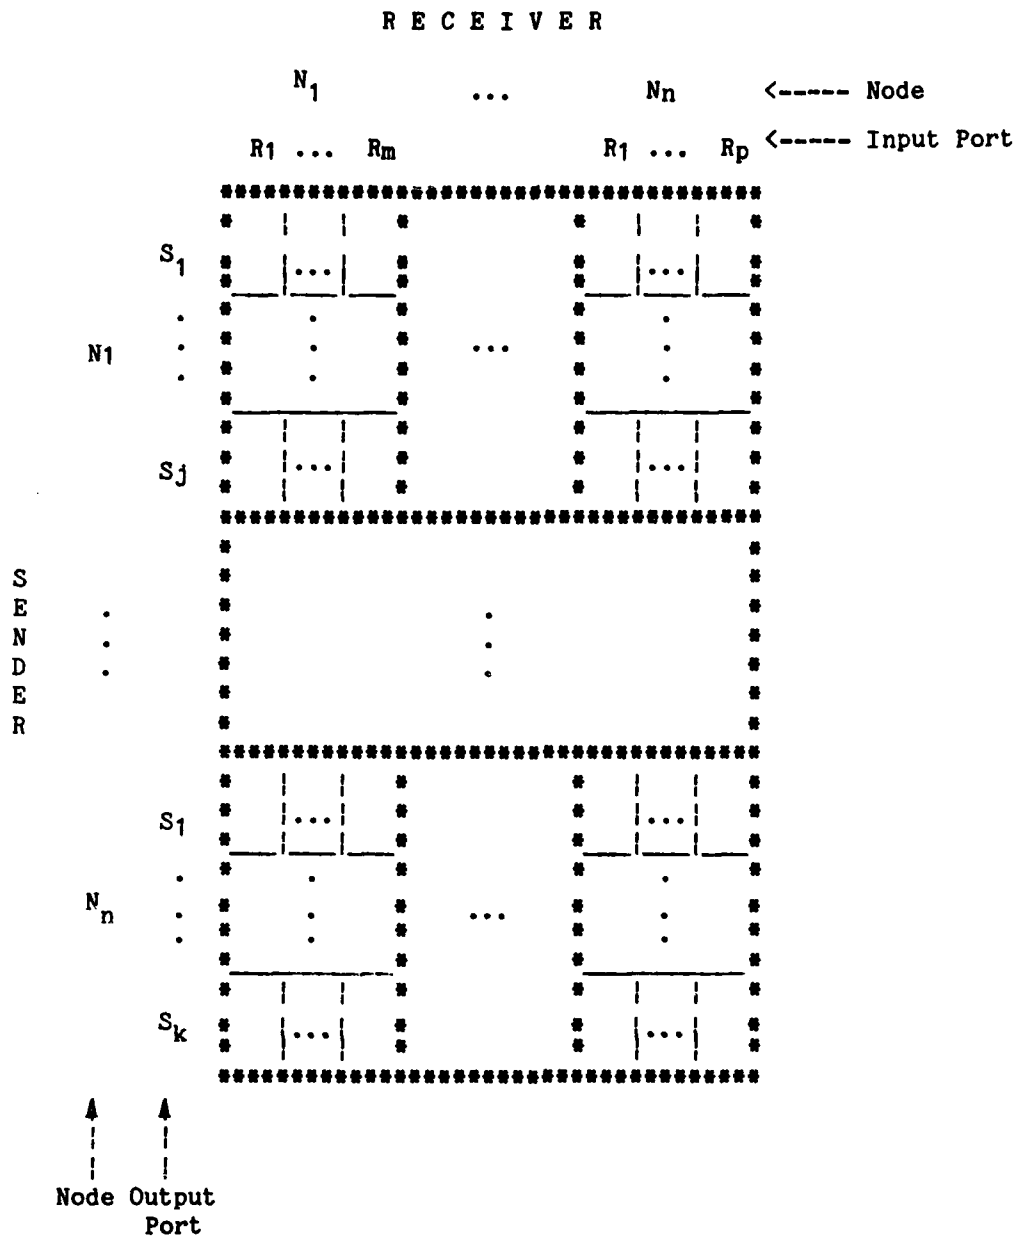 R E C E I V E R
N1 ... Nn <----- Node
R1 ... Rm R1 ... Rp <----- Input Port
S1 ... ...
N1 ...
Sj ... ...
S E N D E R
S1 ... ...
Nn ...
Sk ... ...
Node Output
Port